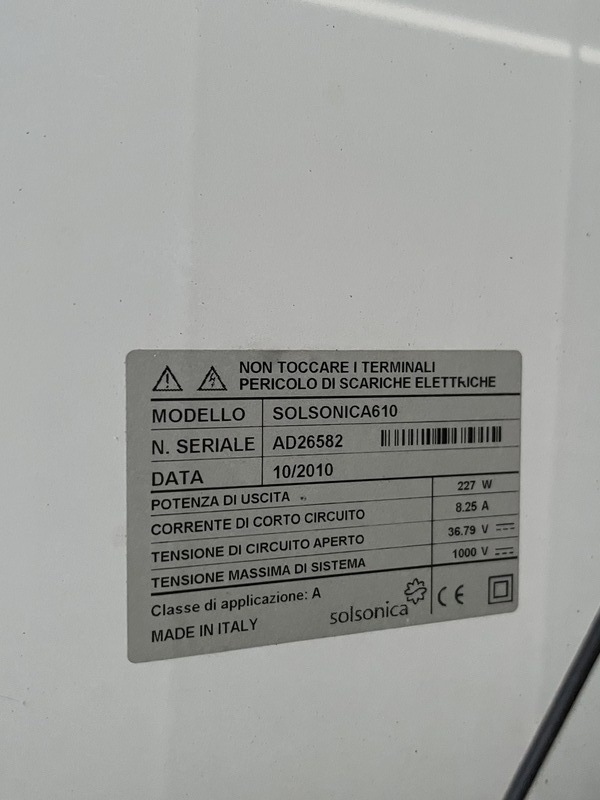 NON TOCCARE I TERMINALI
PERICOLO DI SCARICHE ELETTRICHE
MODELLO SOLSONICA610
N. SERIALE AD26582
DATA 10/2010
POTENZA DI USCITA 227 W
CORRENTE DI CORTO CIRCUITO 8.25 A
TENSIONE DI CIRCUITO APERTO 36.79 V
TENSIONE MASSIMA DI SISTEMA 1000 V
Classe di applicazione: A
solsonica CE
MADE IN ITALY